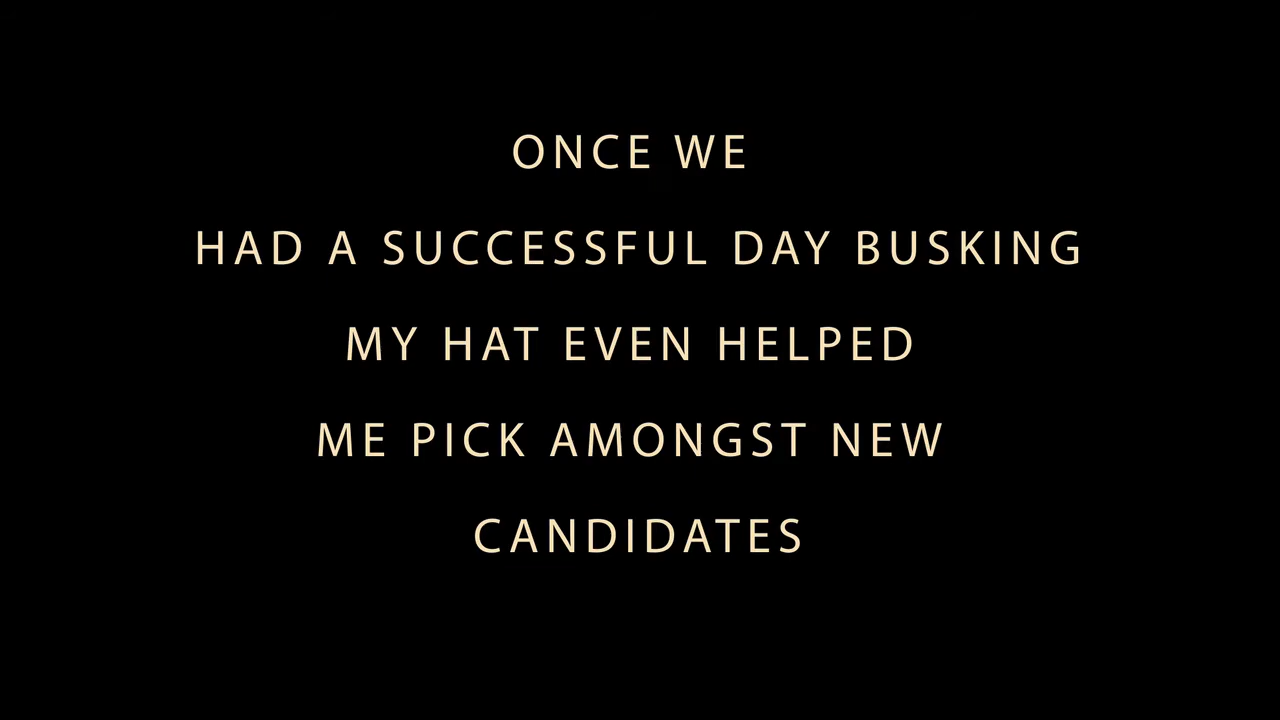 ONCE WE
HAD A SUCCESSFUL DAY BUSKING
MY HAT EVEN HELPED
ME PICK AMONGST NEW
CANDIDATES